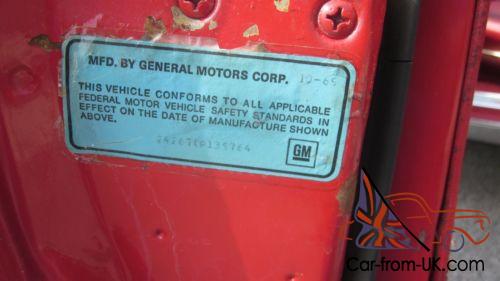 MFD. BY GENERAL MOTORS CORP.
THIS VEHICLE CONFORMS TO ALL APPLICABLE
FEDERAL MOTOR VEHICLE SAFETY STANDARDS IN
EFFECT ON THE DATE OF MANUFACTURE SHOWN
ABOVE.
GM
GM
Car-from-UK.com